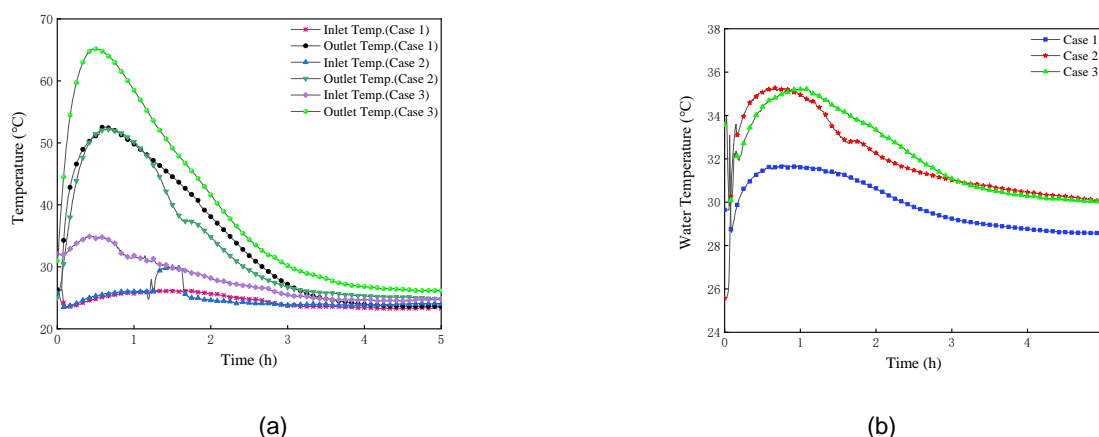 70
60
50
40
30
20
0
1
2
3
4
5
Temperature (℃)
Time (h)
Inlet Temp.(Case 1)
Outlet Temp.(Case 1)
Inlet Temp.(Case 2)
Outlet Temp.(Case 2)
Inlet Temp.(Case 3)
Outlet Temp.(Case 3)
(a)
40
38
36
34
32
30
28
26
24
0
1
2
3
4
Water Temperature (℃)
Time (h)
Case 1
Case 2
Case 3
(b)